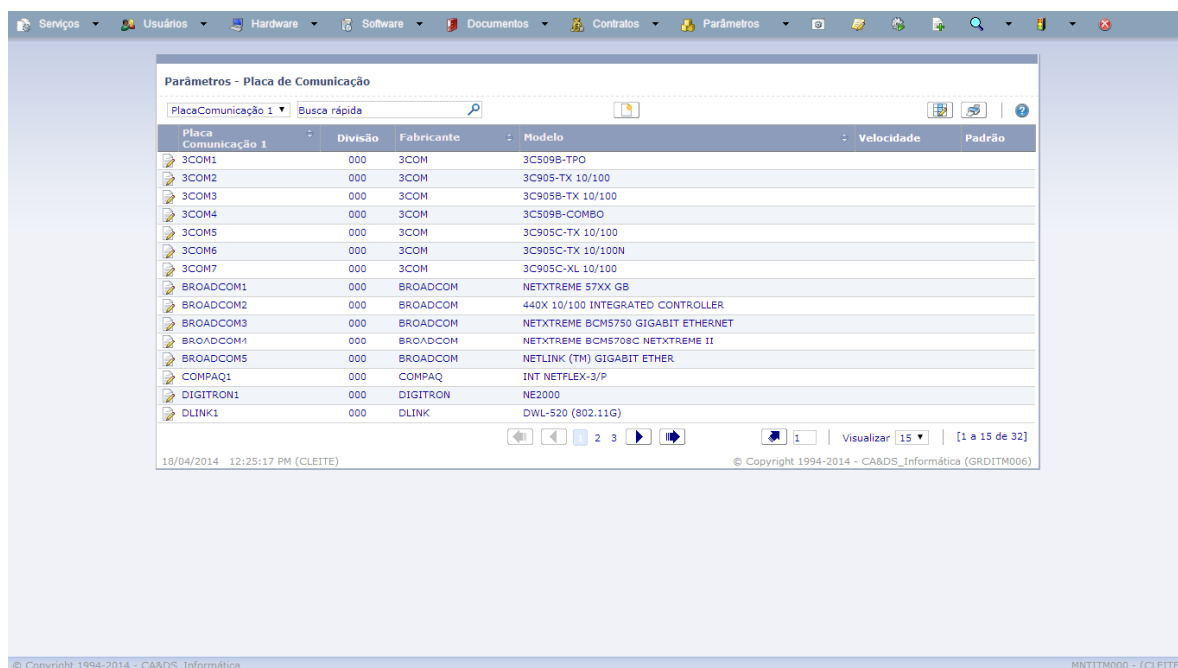 Serviços Usuários Hardware Software Documentos Contratos Parâmetros
Parâmetros - Placa de Comunicação
PlacaComunicação 1 Busca rápida
Placa Comunicação 1 Divisão Fabricante Modelo Velocidade Padrão
3COM1 000 3COM 3C509B-TPO
3COM2 000 3COM 3C905-TX 10/100
3COM3 000 3COM 3C905B-TX 10/100
3COM4 000 3COM 3C509B-COMBO
3COM5 000 3COM 3C905C-TX 10/100
3COM6 000 3COM 3C905C-TX 10/100N
3COM7 000 3COM 3C905C-XL 10/100
BROADCOM1 000 BROADCOM NETXTREME 57XX GB
BROADCOM2 000 BROADCOM 440X 10/100 INTEGRATED CONTROLLER
BROADCOM3 000 BROADCOM NETXTREME BCM5750 GIGABIT ETHERNET
BROADCOM4 000 BROADCOM NETXTREME BCM5708C NETXTREME II
BROADCOM5 000 BROADCOM NETLINK (TM) GIGABIT ETHER
COMPAQ1 000 COMPAQ INT NETFLEX-3/P
DIGITRON1 000 DIGITRON NE2000
DLINK1 000 DLINK DWL-520 (802.11G)
1 2 3 1 Visualizar 15 [1 a 15 de 32]
18/04/2014 12:25:17 PM (CLEITE) © Copyright 1994-2014 - CA&DS_Informática (GRDITM006)
© Copyright 1994-2014 - CA&DS_Informática MNTITM000 - (CLEITE